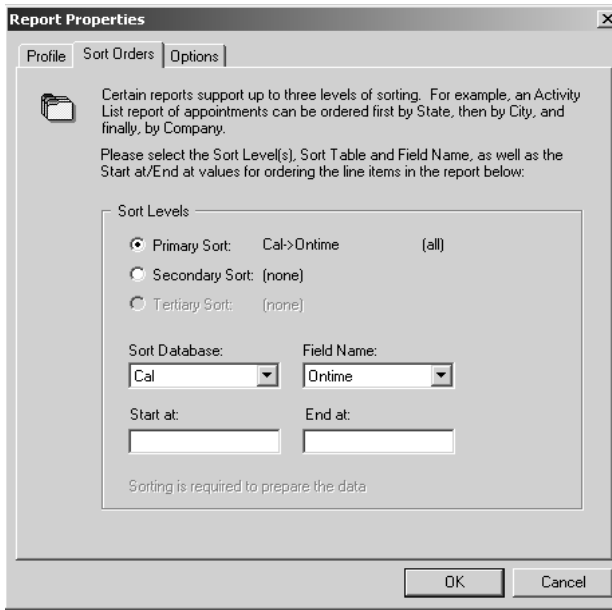 Report Properties
Profile Sort Orders Options
Certain reports support up to three levels of sorting. For example, an Activity
List report of appointments can be ordered first by State, then by City, and
finally, by Company.
Please select the Sort Level(s), Sort Table and Field Name, as well as the
Start at/End at values for ordering the line items in the report below:
Sort Levels
Primary Sort: Cal->Ontime (all)
Secondary Sort: (none)
Tertiary Sort: (none)
Sort Database: Field Name:
Cal Ontime
Start at: End at:
Sorting is required to prepare the data
OK Cancel